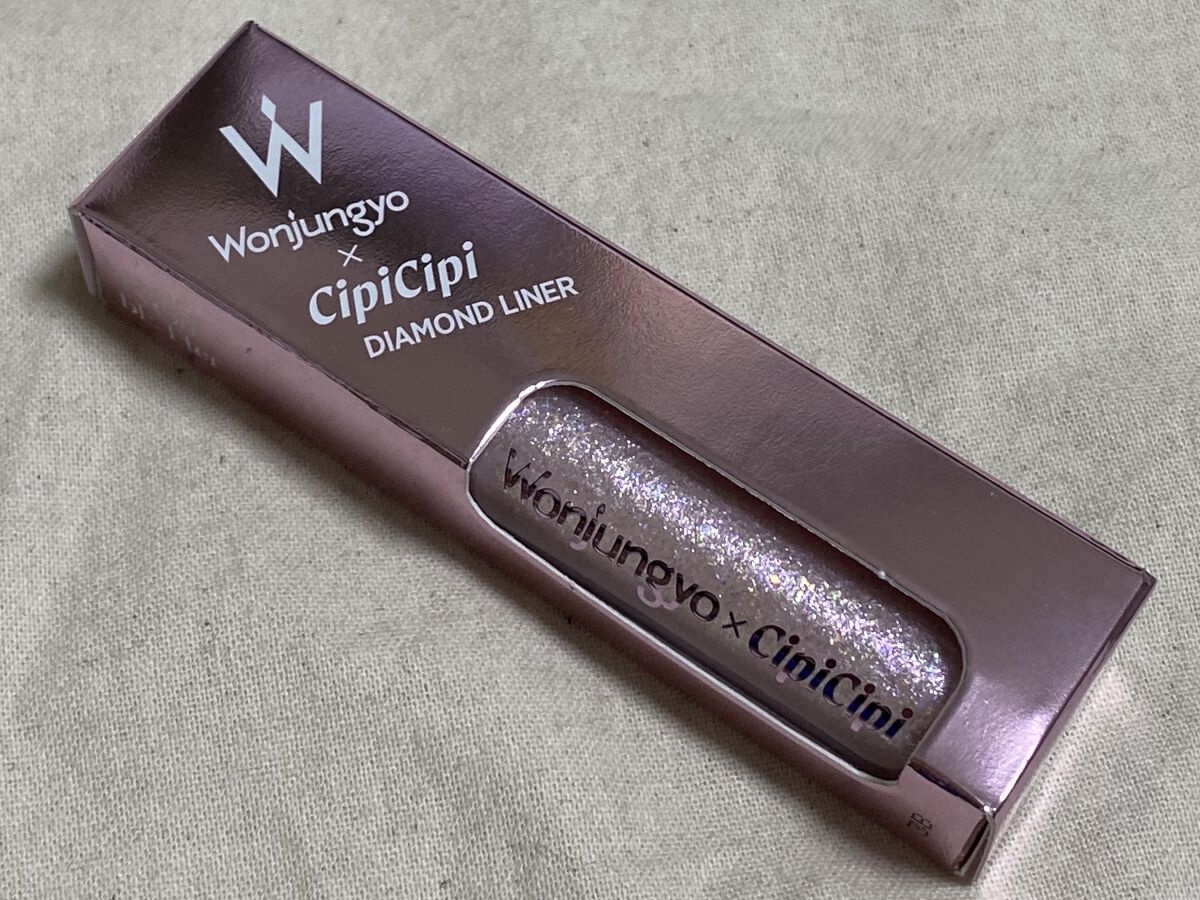 W
Wonjungyo
×
CipiCipi
DIAMOND LINER
Wonjungyo × CipiCipi